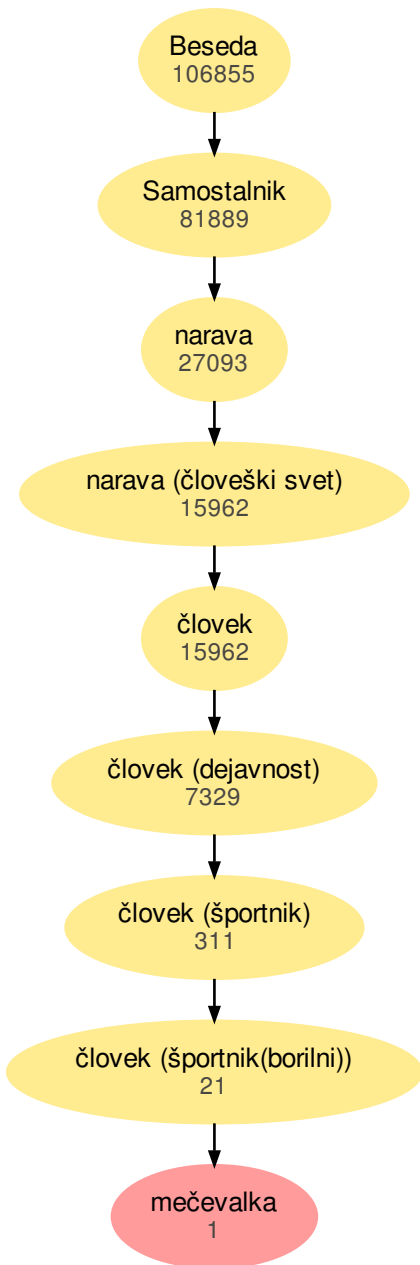 Beseda
106855
Samostalnik
81889
narava
27093
narava (človeški svet)
15962
človek
15962
človek (dejavnost)
7329
človek (športnik)
311
človek (športnik(borilni))
21
mečevalka
1